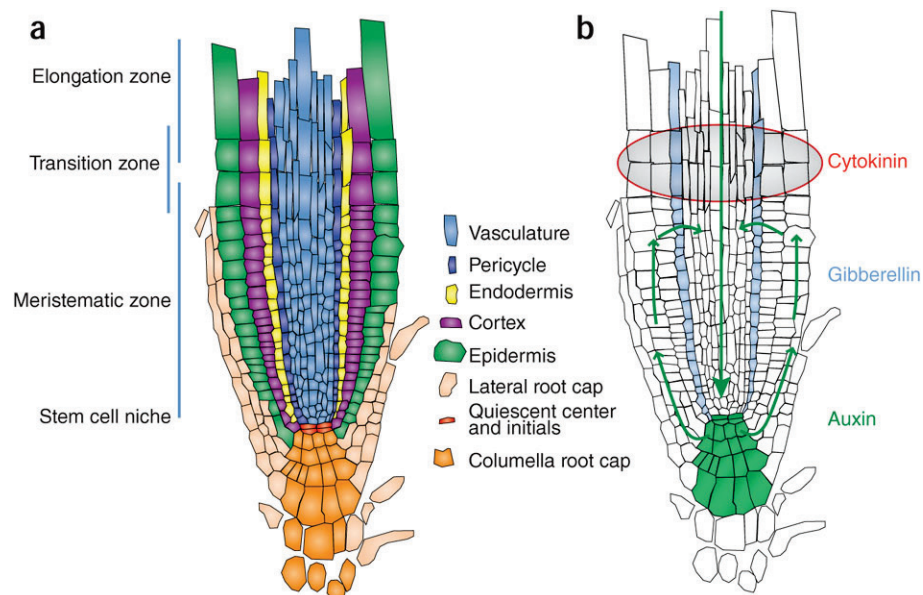 a
Elongation zone
Transition zone
Meristematic zone
Stem cell niche
Vasculature
Pericycle
Endodermis
Cortex
Epidermis
Lateral root cap
Quiescent center
and initials
Columella root cap
b
Cytokinin
Gibberellin
Auxin